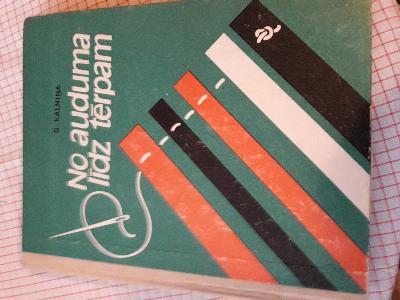 G. KALNIŅA
No
auduma
līdz
tērpam